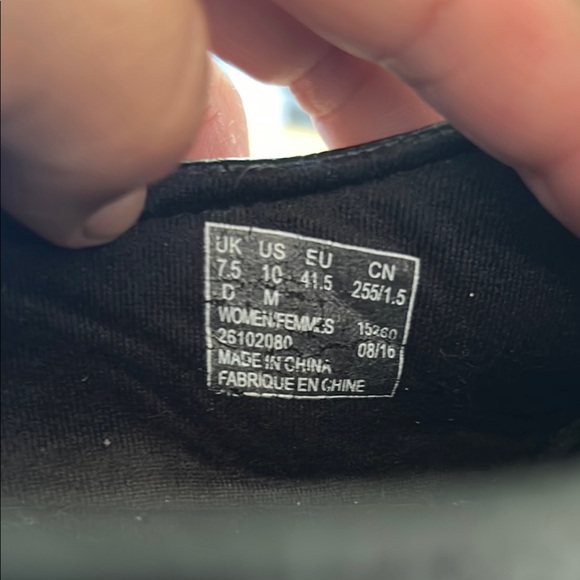 UK US EU CN
7.5 10 41.5 255/1.5
D M
WOMEN/FEMMES 15260
26102080 08/16
MADE IN CHINA
FABRIQUE EN CHINE